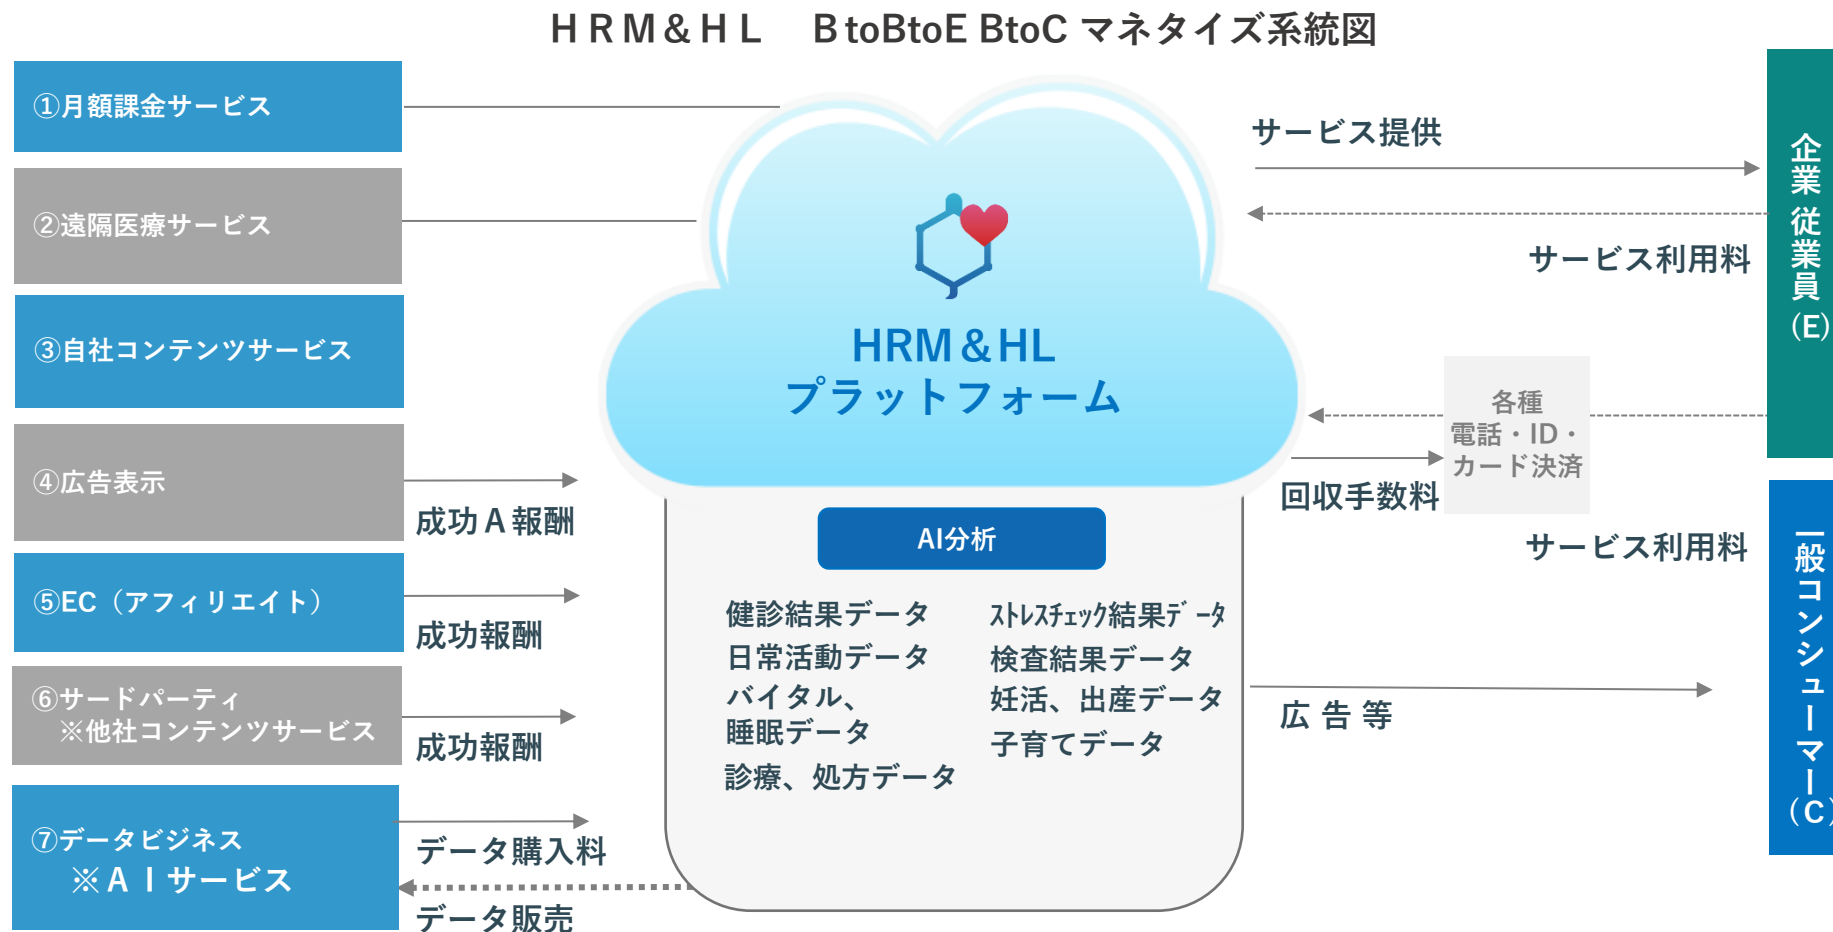 ＨＲＭ＆ＨＬ　ＢtoBtoE BtoC マネタイズ系統図
①月額課金サービス
②遠隔医療サービス
③自社コンテンツサービス
④広告表示
成功Ａ報酬
⑤EC（アフィリエイト）
成功報酬
⑥サードパーティ
※他社コンテンツサービス
成功報酬
⑦データビジネス
※ＡＩサービス
データ購入料
データ販売
HRM＆HL
プラットフォーム
AI分析
健診結果データ
日常活動データ
バイタル、
睡眠データ
診療、処方データ
ｽﾄﾚｽﾁｪｯｸ結果ﾃﾞｰﾀ
検査結果データ
妊活、出産データ
子育てデータ
サービス提供
サービス利用料
各種
電話・ID・
カード決済
回収手数料
サービス利用料
広 告 等
企業 従業員(E)
一般コンシューマー(C)